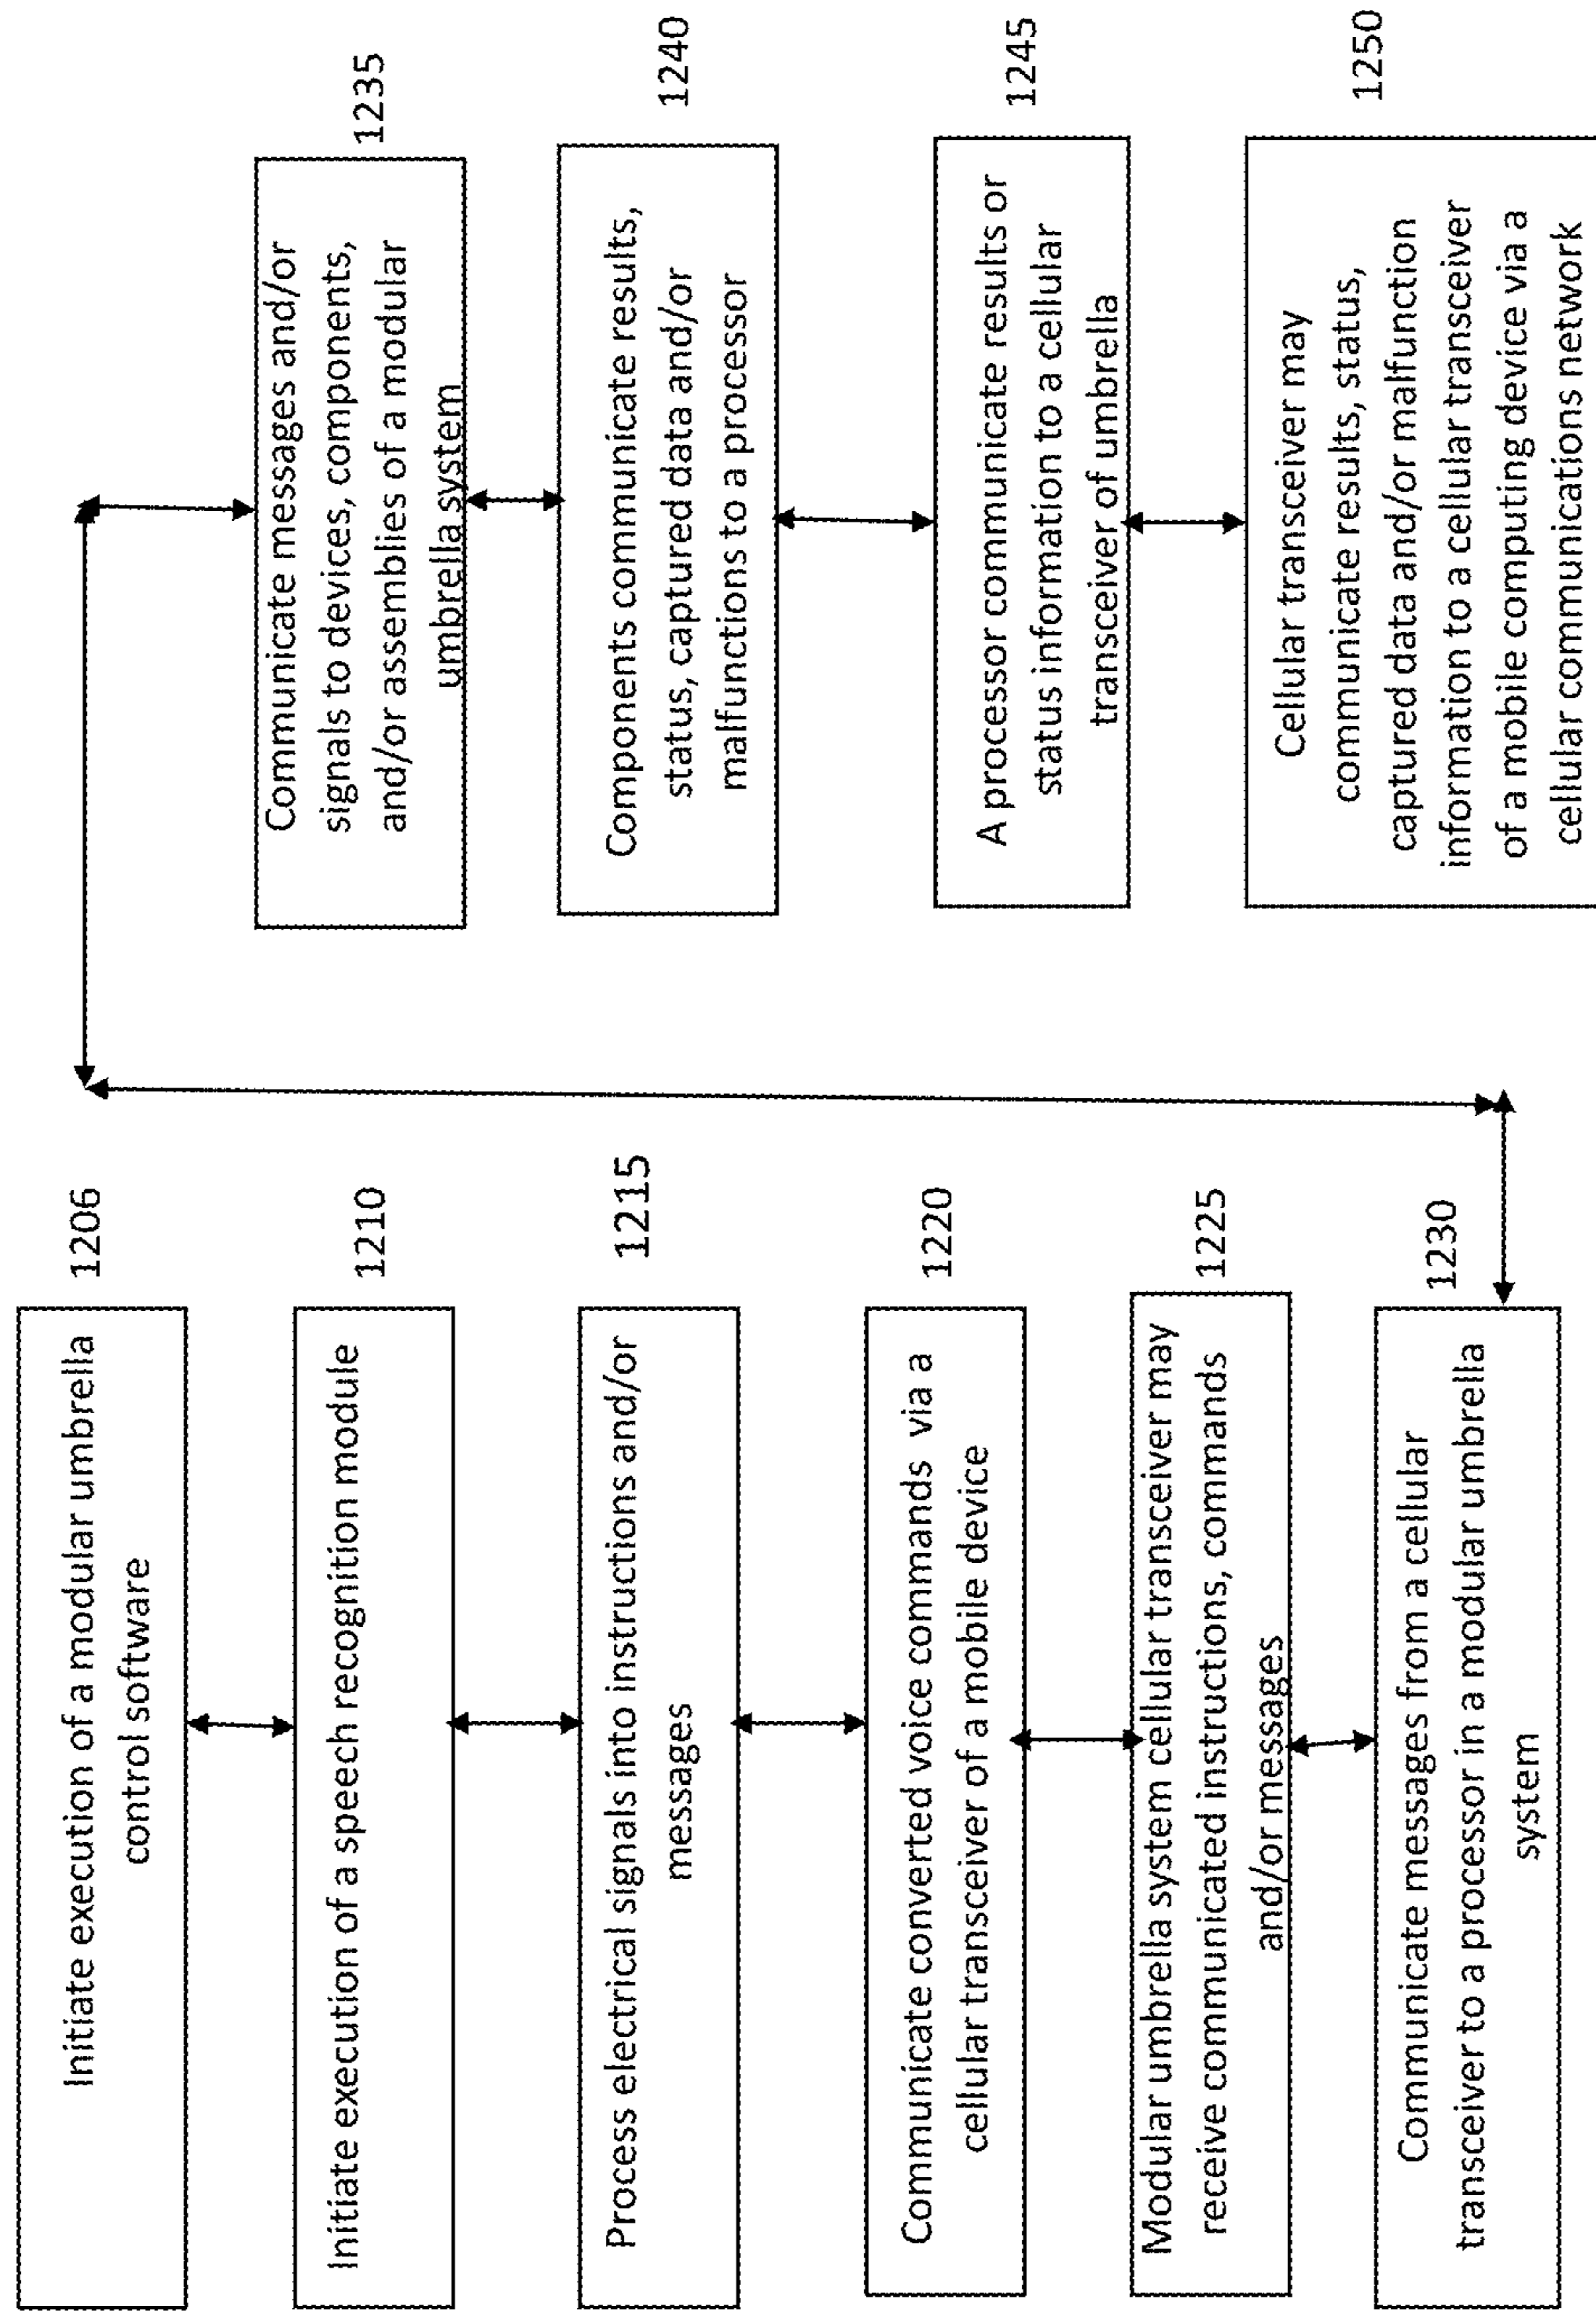 Initiate execution of a modular umbrella
control software
1206
Initiate execution of a speech recognition module
1210
Process electrical signals into instructions and/or
messages
1215
Communicate converted voice commands via a
cellular transceiver of a mobile device
1220
Modular umbrella system cellular transceiver may
receive communicated instructions, commands
and/or messages
1225
Communicate messages from a cellular
transceiver to a processor in a modular umbrella
system
1230
Communicate messages and/or
signals to devices, components,
and/or assemblies of a modular
umbrella system
1235
Components communicate results,
status, captured data and/or
malfunctions to a processor
1240
A processor communicate results or
status information to a cellular
transceiver of umbrella
1245
Cellular transceiver may
communicate results, status,
captured data and/or malfunction
information to a cellular transceiver
of a mobile computing device via a
cellular communications network
1250